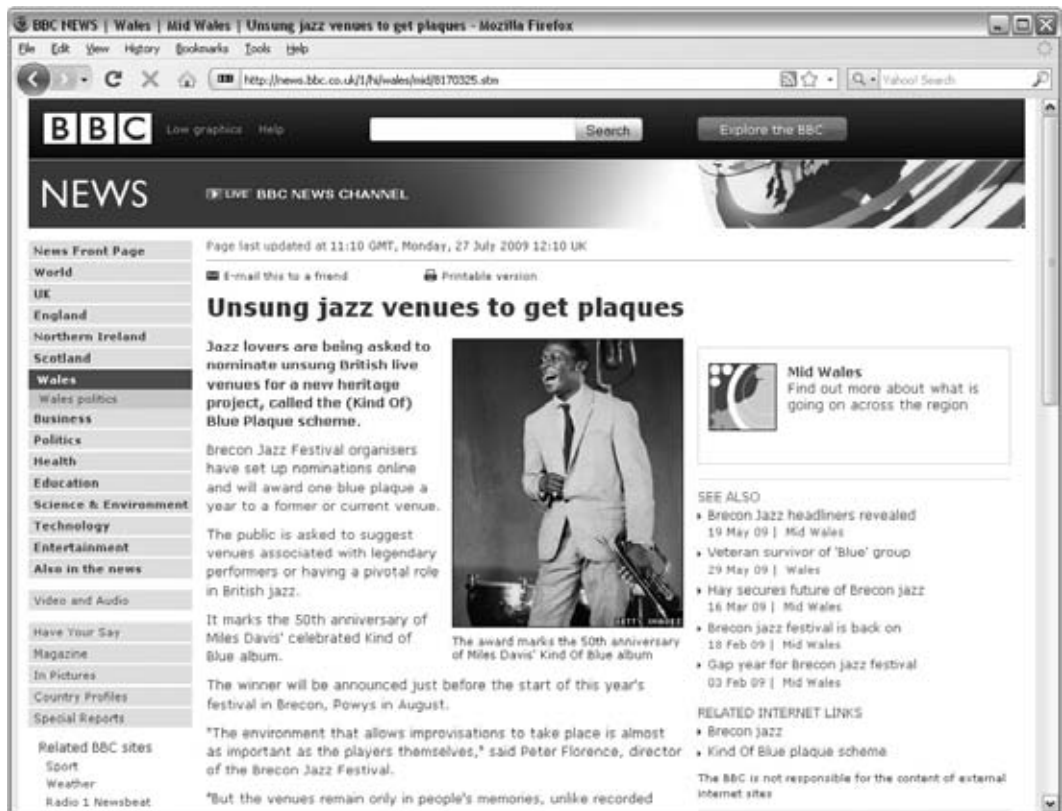 BBC NEWS | Wales | Mid Wales | Unsung jazz venues to get plaques - Mozilla Firefox
File Edit View History Bookmarks Tools Help
http://news.bbc.co.uk/1/hi/wales/mid/8170325.stm
Yahoo! Search
BBC
Low graphics Help
Search
Explore the BBC
NEWS
LIVE BBC NEWS CHANNEL
News Front Page
World
UK
England
Northern Ireland
Scotland
Wales
Wales politics
Business
Politics
Health
Education
Science & Environment
Technology
Entertainment
Also in the news
Video and Audio
Have Your Say
Magazine
In Pictures
Country Profiles
Special Reports
Related BBC sites
Sport
Weather
Radio 1 Newsbeat
Page last updated at 11:10 GMT, Monday, 27 July 2009 12:10 UK
E-mail this to a friend
Printable version
Unsung jazz venues to get plaques
Jazz lovers are being asked to
nominate unsung British live
venues for a new heritage
project, called the (Kind Of)
Blue Plaque scheme.
Brecon Jazz Festival organisers
have set up nominations online
and will award one blue plaque a
year to a former or current venue.
The public is asked to suggest
venues associated with legendary
performers or having a pivotal role
in British jazz.
It marks the 50th anniversary of
Miles Davis' celebrated Kind of
Blue album.
GETTY IMAGES
The award marks the 50th anniversary
of Miles Davis' Kind Of Blue album
The winner will be announced just before the start of this year's
festival in Brecon, Powys in August.
"The environment that allows improvisations to take place is almost
as important as the players themselves," said Peter Florence, director
of the Brecon Jazz Festival.
"But the venues remain only in people's memories, unlike recorded
Mid Wales
Find out more about what is
going on across the region
SEE ALSO
Brecon Jazz headliners revealed
19 May 09 | Mid Wales
Veteran survivor of 'Blue' group
29 May 09 | Wales
Hay secures future of Brecon jazz
16 Mar 09 | Mid Wales
Brecon jazz festival is back on
18 Feb 09 | Mid Wales
Gap year for Brecon jazz festival
03 Feb 09 | Mid Wales
RELATED INTERNET LINKS
Brecon jazz
Kind Of Blue plaque scheme
The BBC is not responsible for the content of external
internet sites